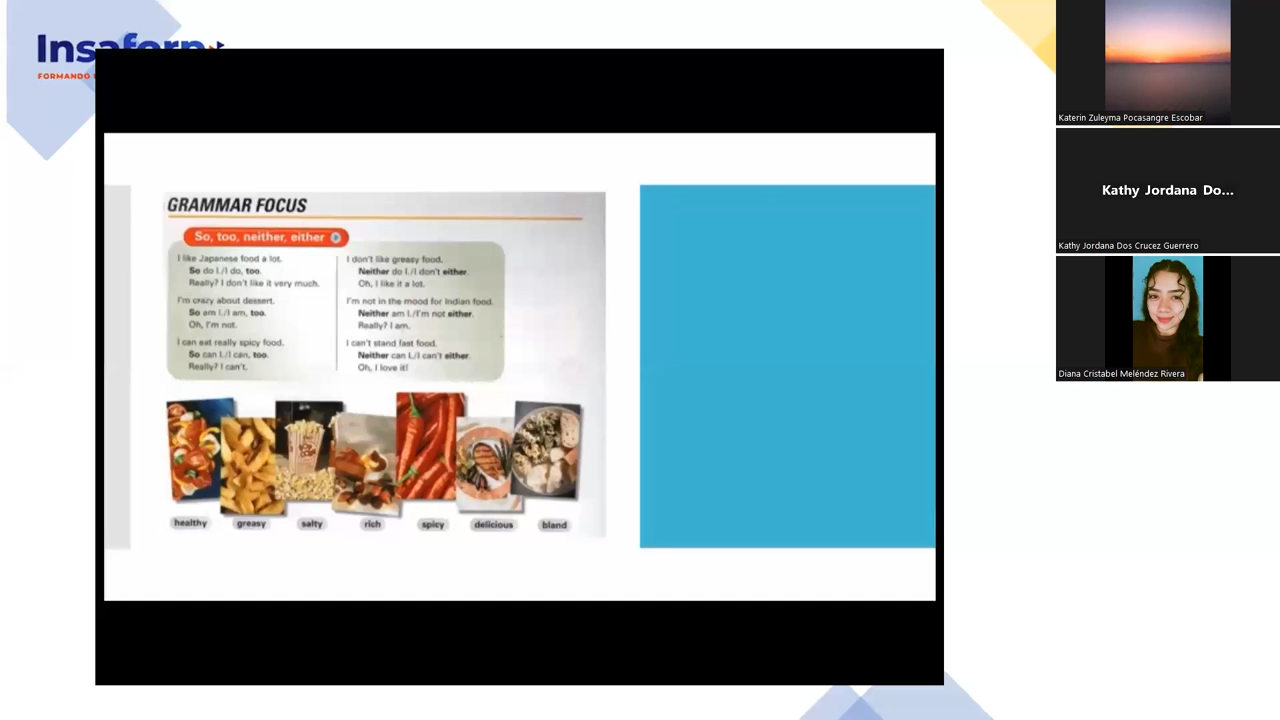 Insaforp
FORMANDO
GRAMMAR FOCUS
So, too, neither, either
I like Japanese food a lot.
So do I./I do, too.
Really? I don't like it very much.
I'm crazy about dessert.
So am I./I am, too.
Oh, I'm not.
I can eat really spicy food.
So can I./I can, too.
Really? I can't.
I don't like greasy food.
Neither do I./I don't either.
Oh, I like it a lot.
I'm not in the mood for Indian food.
Neither am I./I'm not either.
Really? I am.
I can't stand fast food.
Neither can I./I can't either.
Oh, I love it!
POP CORN
healthy greasy salty rich spicy delicious bland
Katerin Zuleyma Pocasangre Escobar
Kathy Jordana Do...
Kathy Jordana Dos Crucez Guerrero
Diana Cristabel Meléndez Rivera